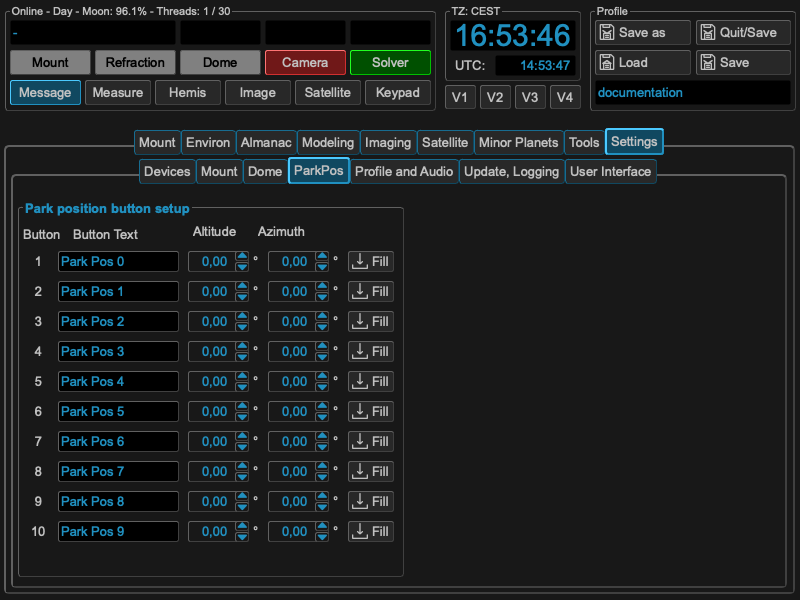 Online - Day - Moon: 96.1% - Threads: 1 / 30
-
Mount Refraction Dome Camera Solver
Message Measure Hemis Image Satellite Keypad
TZ: CEST
16:53:46
UTC: 14:53:47
V1 V2 V3 V4
Profile
Save as Quit/Save
Load Save
documentation
Mount Environ Almanac Modeling Imaging Satellite Minor Planets Tools Settings
Devices Mount Dome ParkPos Profile and Audio Update, Logging User Interface
Park position button setup
Button Button Text Altitude Azimuth
1 Park Pos 0 0,00 ° 0,00 ° Fill
2 Park Pos 1 0,00 ° 0,00 ° Fill
3 Park Pos 2 0,00 ° 0,00 ° Fill
4 Park Pos 3 0,00 ° 0,00 ° Fill
5 Park Pos 4 0,00 ° 0,00 ° Fill
6 Park Pos 5 0,00 ° 0,00 ° Fill
7 Park Pos 6 0,00 ° 0,00 ° Fill
8 Park Pos 7 0,00 ° 0,00 ° Fill
9 Park Pos 8 0,00 ° 0,00 ° Fill
10 Park Pos 9 0,00 ° 0,00 ° Fill